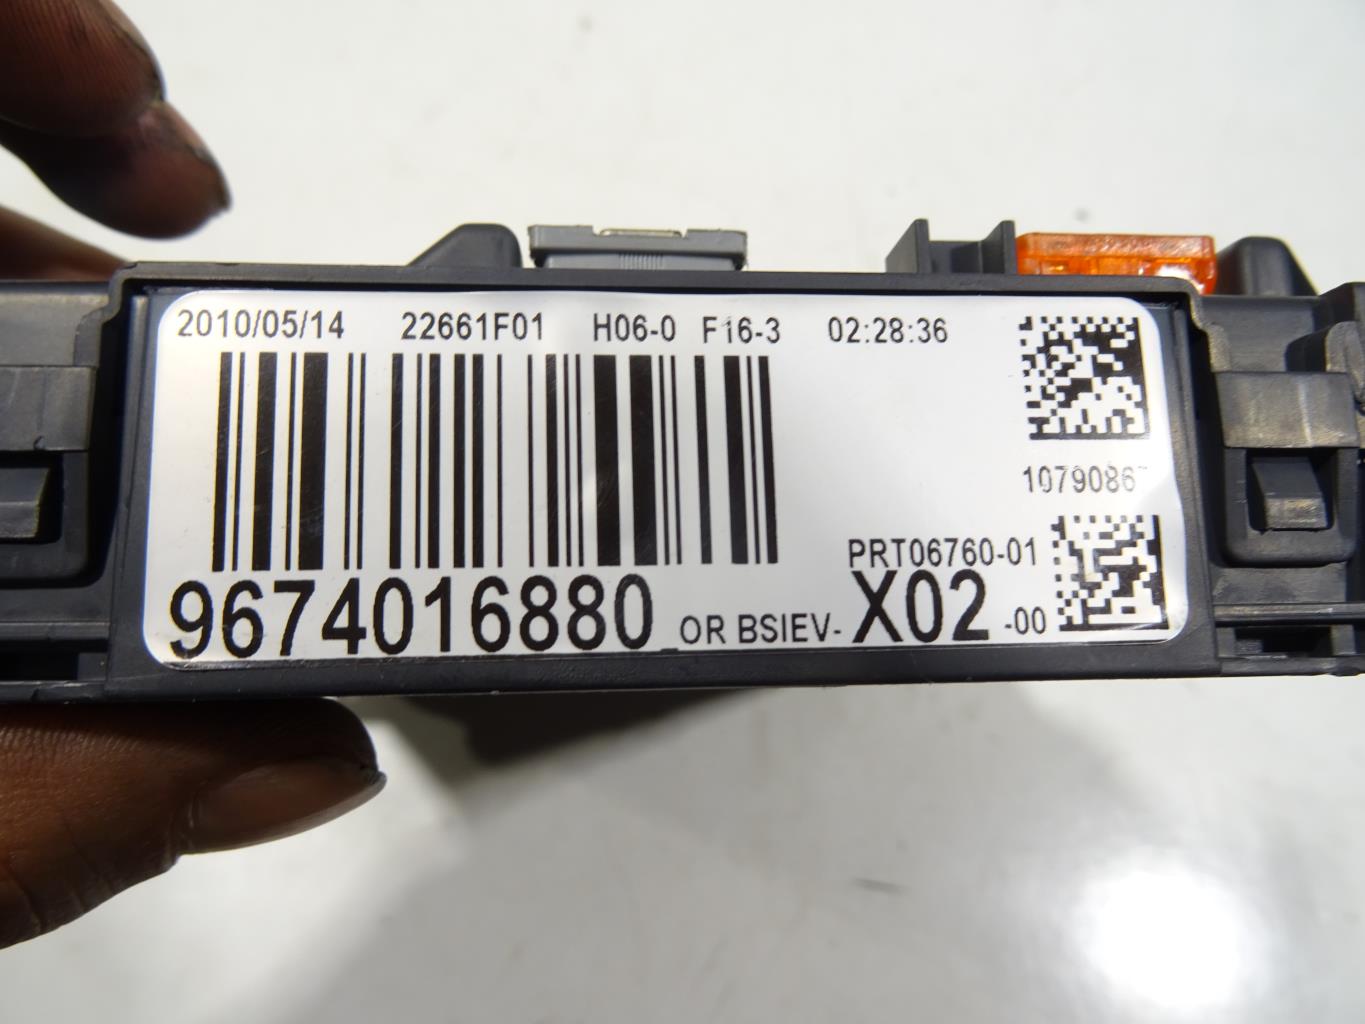 2010/05/14 22661F01 H06-0 F16-3 02:28:36
1079086
PRT06760-01
9674016880 OR BSIEV- X02 -00